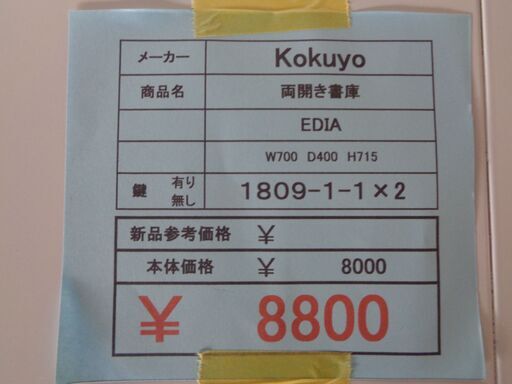 メーカー Kokuyo
商品名 両開き書庫
EDIA
W700 D400 H715
鍵 有り 無し 1809-1-1×2
新品参考価格 ¥
本体価格 ¥ 8000
¥ 8800